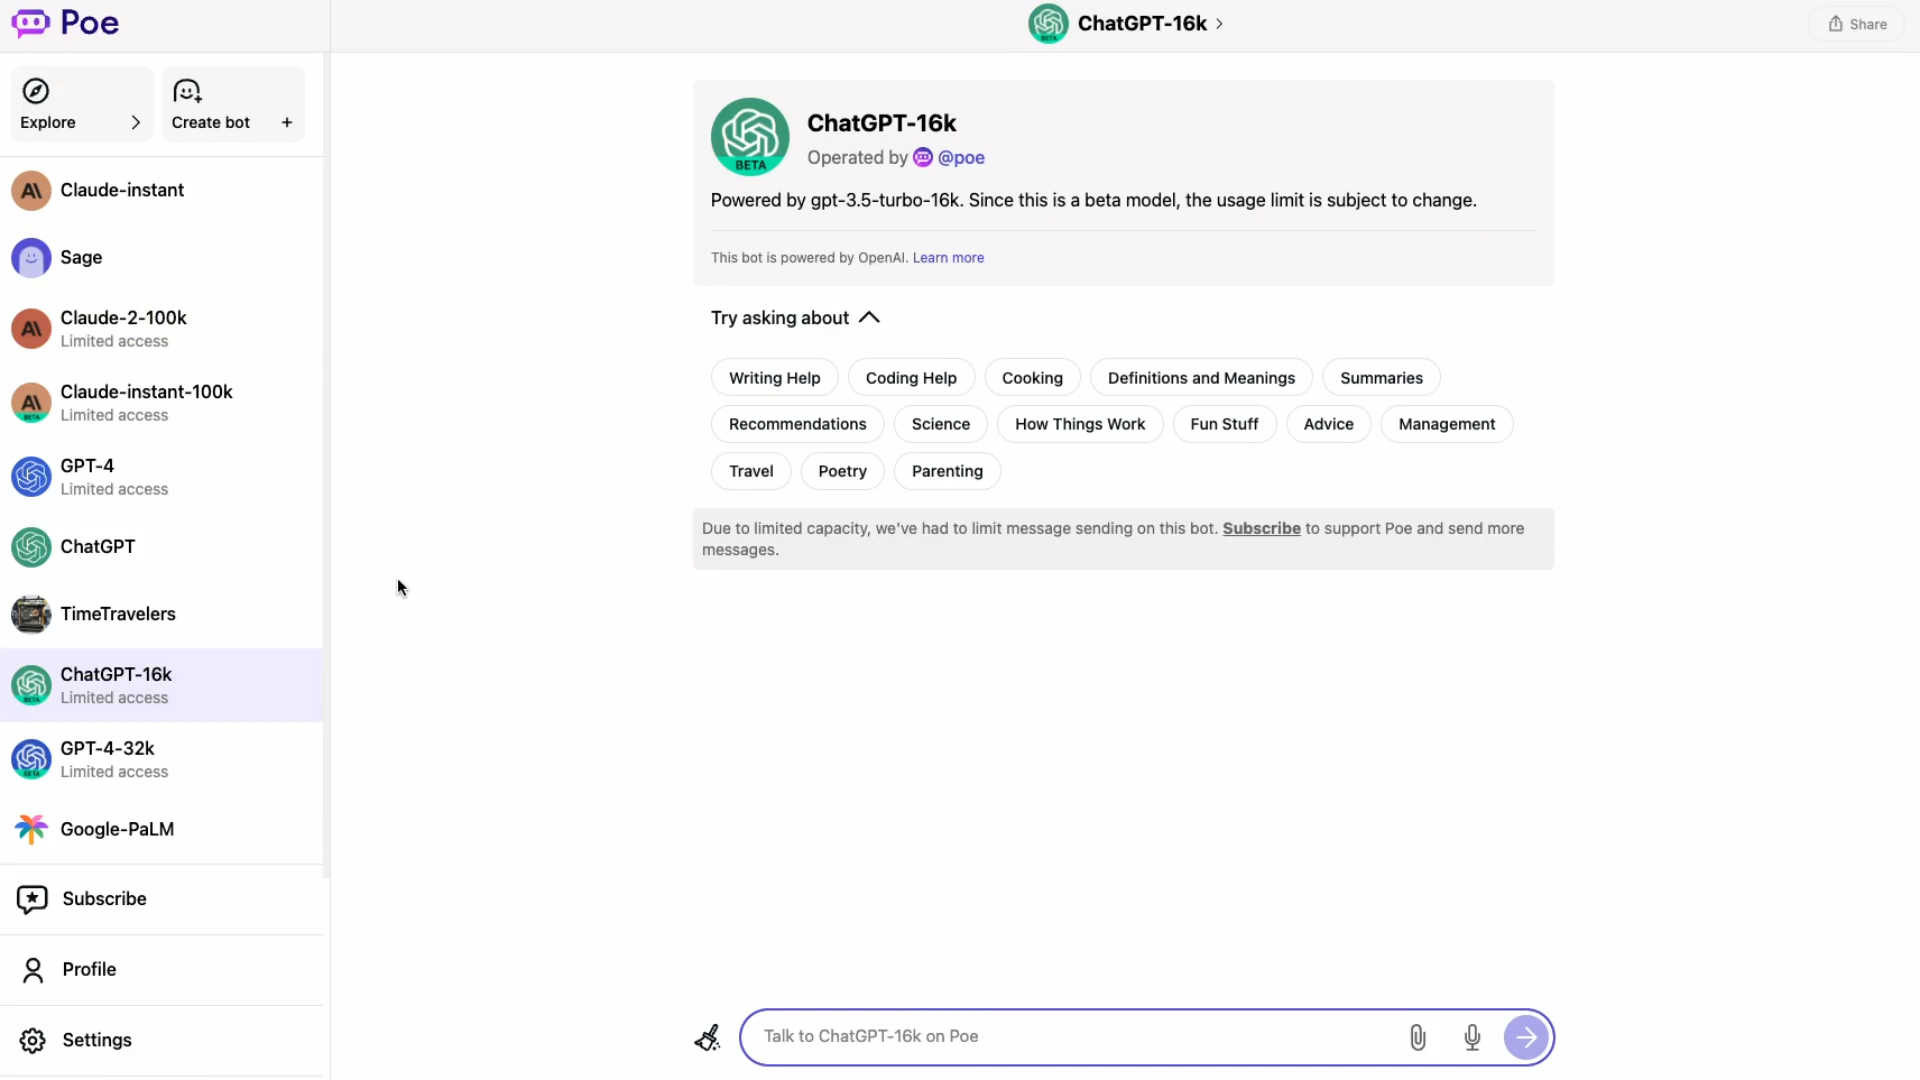 Poe
ChatGPT-16k
Share
Explore
Create bot
Claude-instant
Sage
Claude-2-100k
Limited access
Claude-instant-100k
Limited access
GPT-4
Limited access
ChatGPT
TimeTravelers
ChatGPT-16k
Limited access
GPT-4-32k
Limited access
Google-PaLM
Subscribe
Profile
Settings
BETA
ChatGPT-16k
Operated by @poe
Powered by gpt-3.5-turbo-16k. Since this is a beta model, the usage limit is subject to change.
This bot is powered by OpenAI. Learn more
Try asking about
Writing Help Coding Help Cooking Definitions and Meanings Summaries
Recommendations Science How Things Work Fun Stuff Advice Management
Travel Poetry Parenting
Due to limited capacity, we've had to limit message sending on this bot. Subscribe to support Poe and send more
messages.
Talk to ChatGPT-16k on Poe